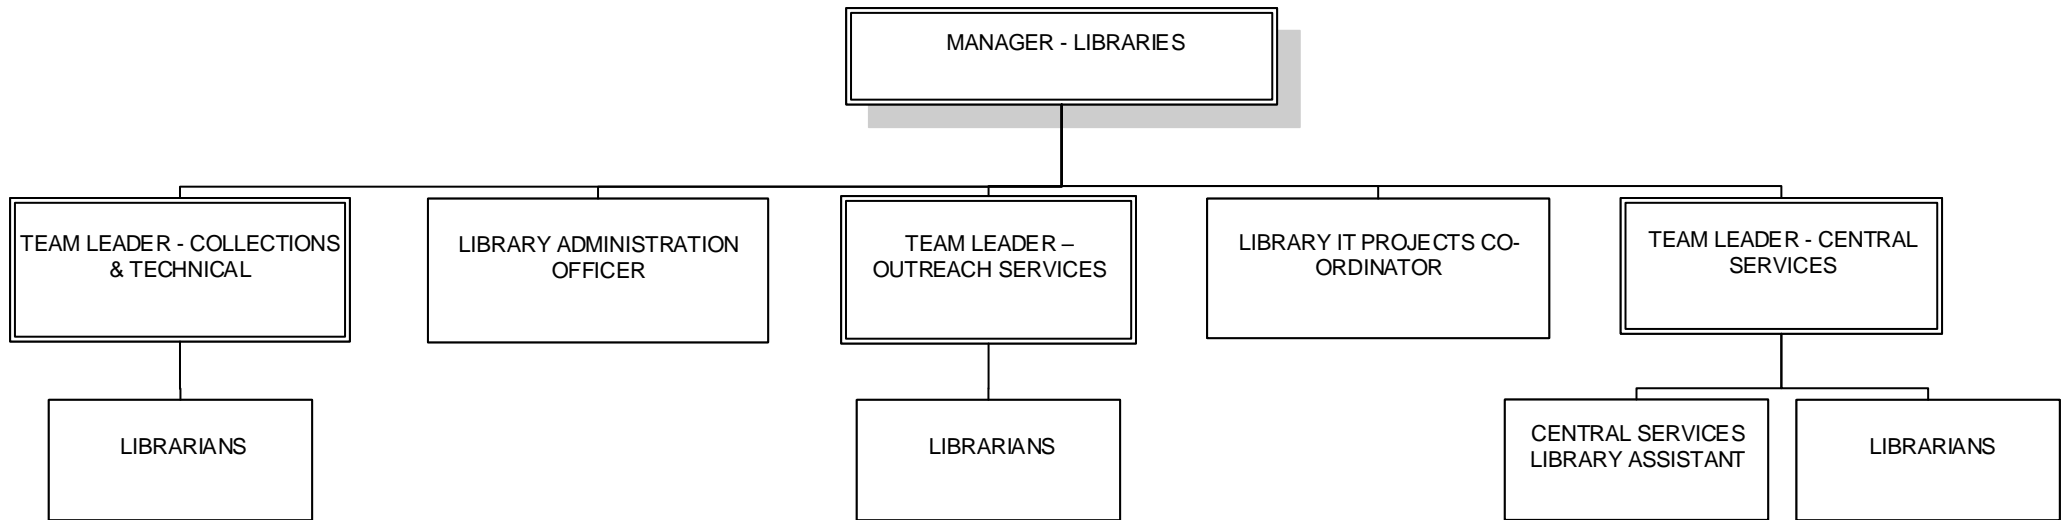 MANAGER - LIBRARIES
TEAM LEADER - COLLECTIONS
& TECHNICAL
LIBRARY ADMINISTRATION
OFFICER
TEAM LEADER –
OUTREACH SERVICES
LIBRARY IT PROJECTS CO-
ORDINATOR
TEAM LEADER - CENTRAL
SERVICES
LIBRARIANS
LIBRARIANS
CENTRAL SERVICES
LIBRARY ASSISTANT
LIBRARIANS